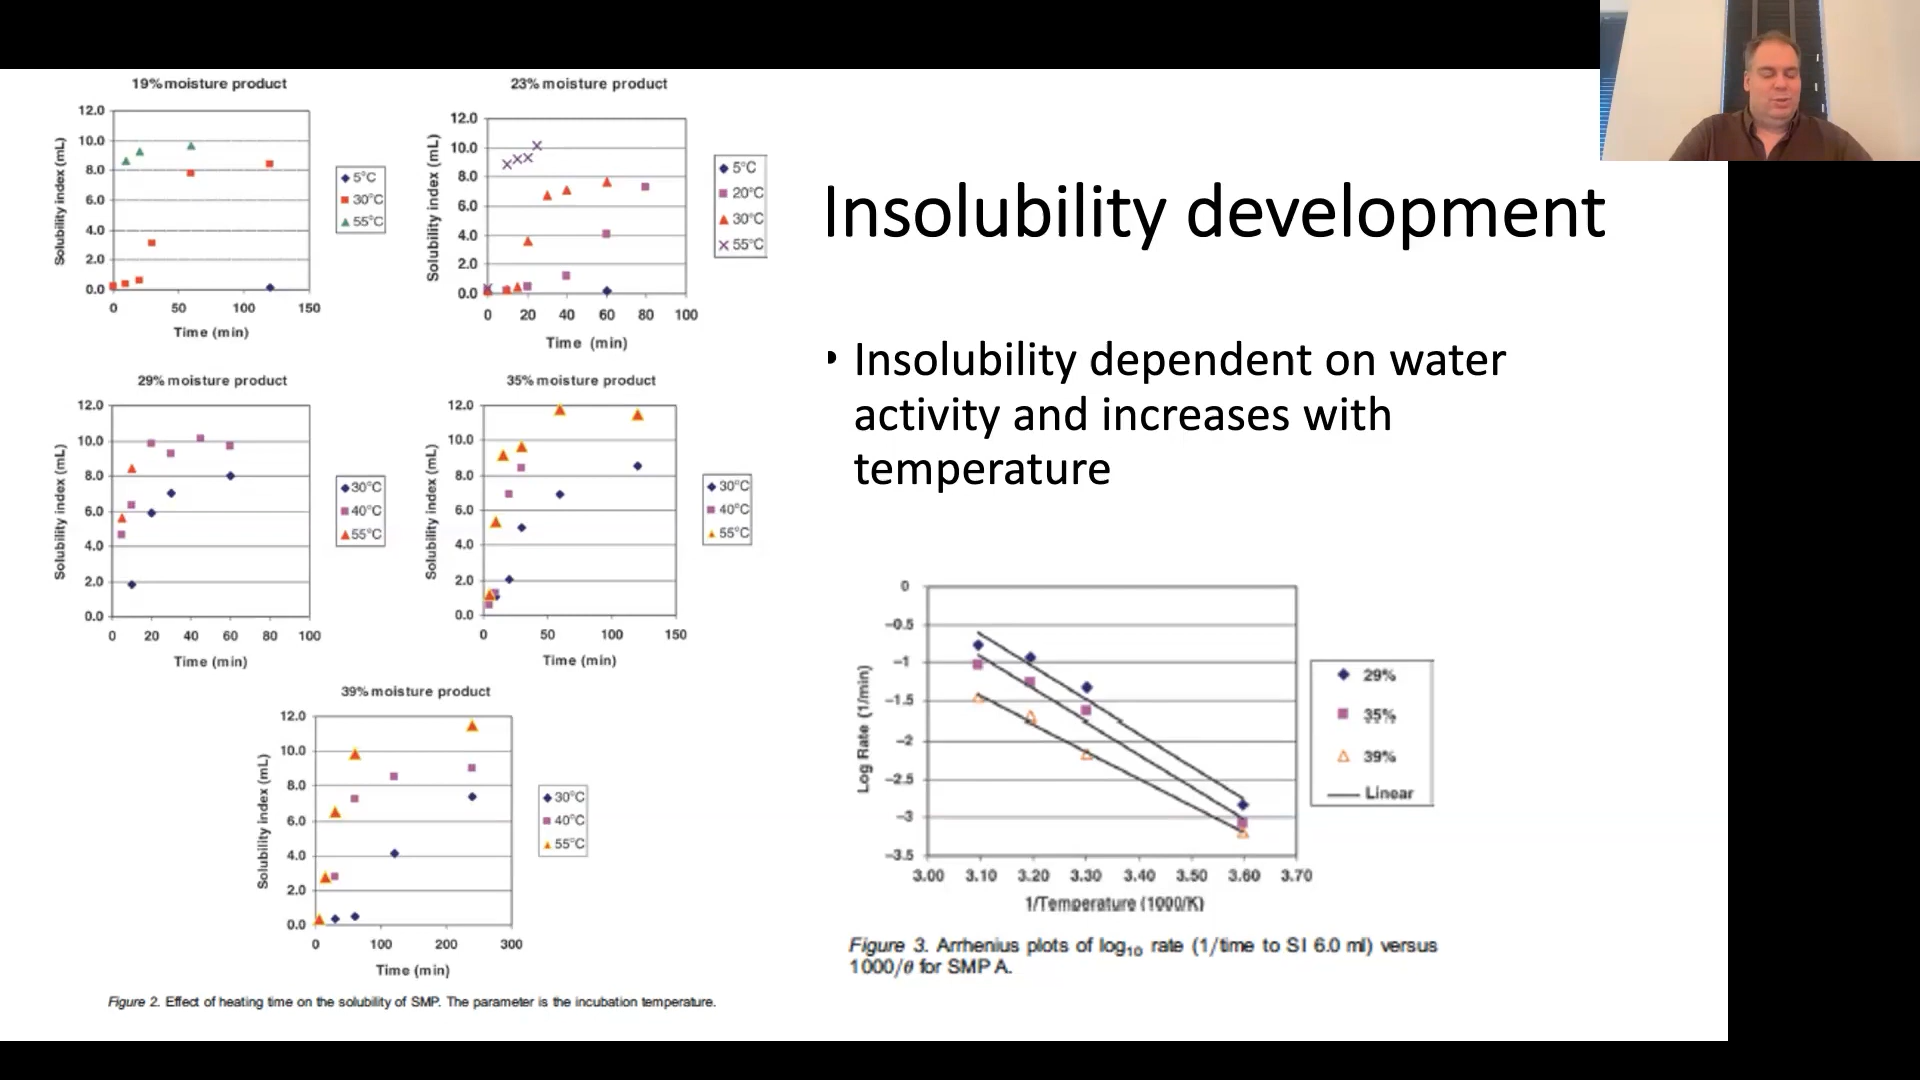 19% moisture product
12.0
10.0
8.0
6.0
4.0
2.0
0.0
Solubility index (mL)
0 50 100 150
Time (min)
5°C
30°C
55°C
23% moisture product
12.0
10.0
8.0
6.0
4.0
2.0
0.0
Solubility index (mL)
0 20 40 60 80 100
Time (min)
5°C
20°C
30°C
55°C
29% moisture product
12.0
10.0
8.0
6.0
4.0
2.0
0.0
Solubility index (mL)
0 20 40 60 80 100
Time (min)
30°C
40°C
55°C
35% moisture product
12.0
10.0
8.0
6.0
4.0
2.0
0.0
Solubility index (mL)
0 50 100 150
Time (min)
30°C
40°C
55°C
39% moisture product
12.0
10.0
8.0
6.0
4.0
2.0
0.0
Solubility index (mL)
0 100 200 300
Time (min)
30°C
40°C
55°C
Figure 2. Effect of heating time on the solubility of SMP. The parameter is the incubation temperature.
Insolubility development
• Insolubility dependent on water
activity and increases with
temperature
0
−0.5
−1
−1.5
−2
−2.5
−3
−3.5
Log Rate (1/min)
3.00 3.10 3.20 3.30 3.40 3.50 3.60 3.70
1/Temperature (1000/K)
29%
35%
39%
Linear
Figure 3. Arrhenius plots of log10 rate (1/time to SI 6.0 ml) versus
1000/θ for SMP A.